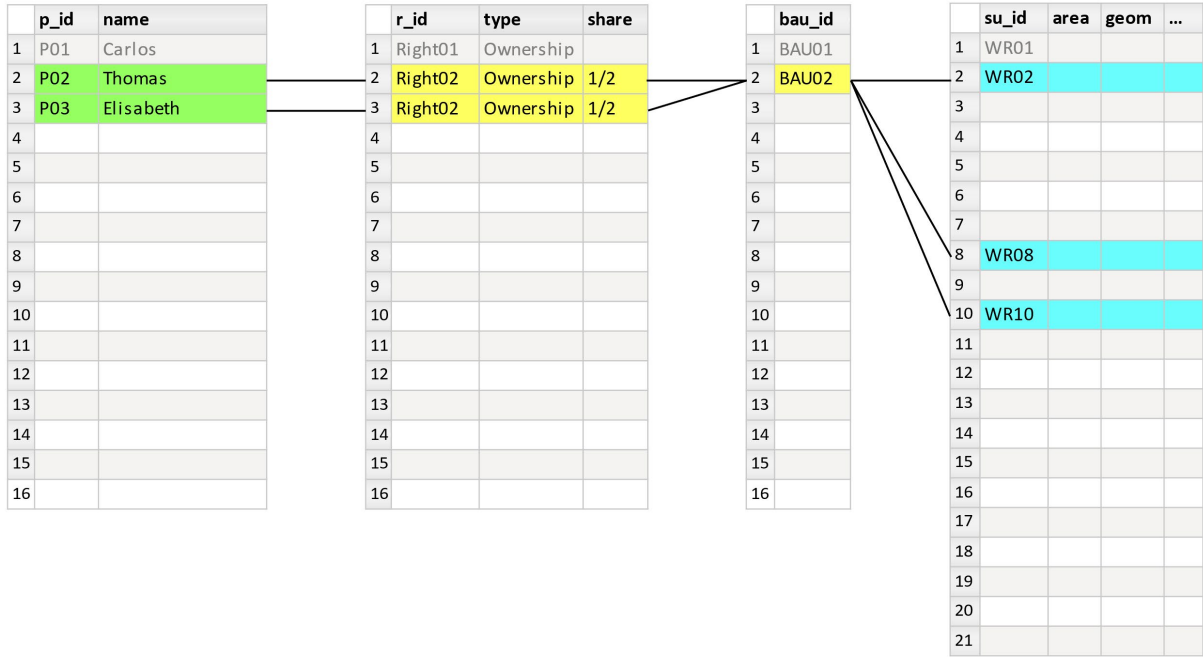 p_id name r_id type share bau_id su_id area geom ...
1 P01 Carlos 1 Right01 Ownership 1 BAU01 1 WR01
2 P02 Thomas 2 Right02 Ownership 1/2 2 BAU02 2 WR02
3 P03 Elisabeth 3 Right02 Ownership 1/2 3 3
4 4 4 4
5 5 5 5
6 6 6 6
7 7 7 7
8 8 8 8 WR08
9 9 9 9
10 10 10 10 WR10
11 11 11 11
12 12 12 12
13 13 13 13
14 14 14 14
15 15 15 15
16 16 16 16
17
18
19
20
21